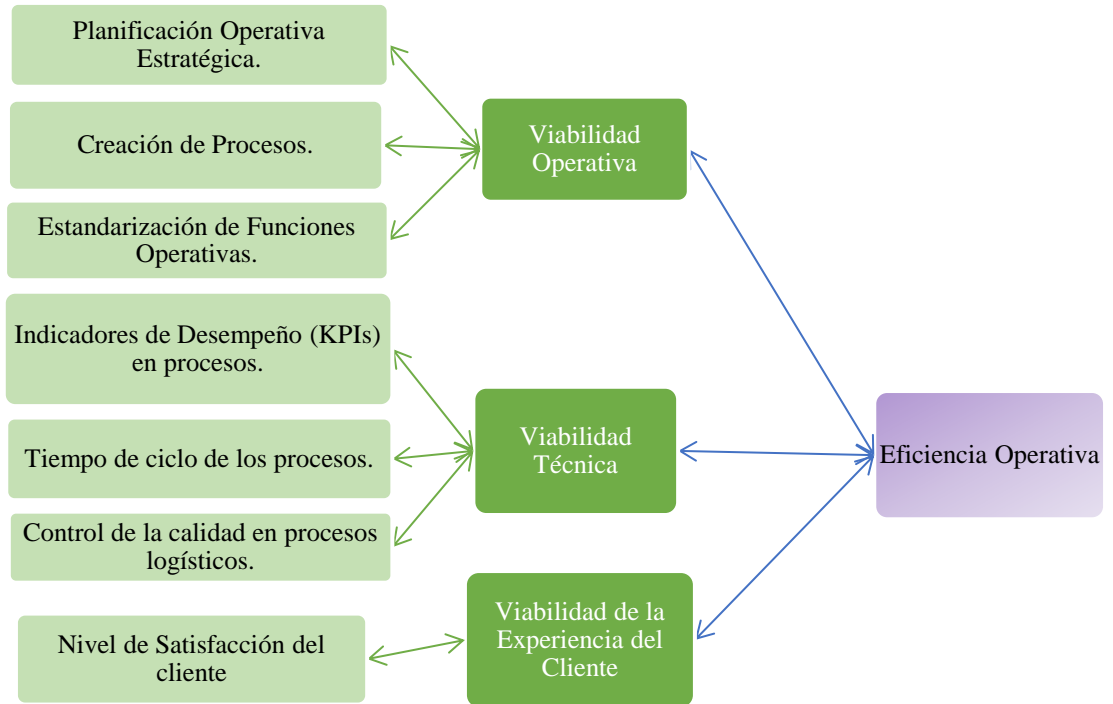 Planificación Operativa
Estratégica.
Creación de Procesos.
Estandarización de Funciones
Operativas.
Indicadores de Desempeño (KPIs)
en procesos.
Tiempo de ciclo de los procesos.
Control de la calidad en procesos
logísticos.
Nivel de Satisfacción del
cliente
Viabilidad
Operativa
Viabilidad
Técnica
Viabilidad de la
Experiencia del
Cliente
Eficiencia Operativa